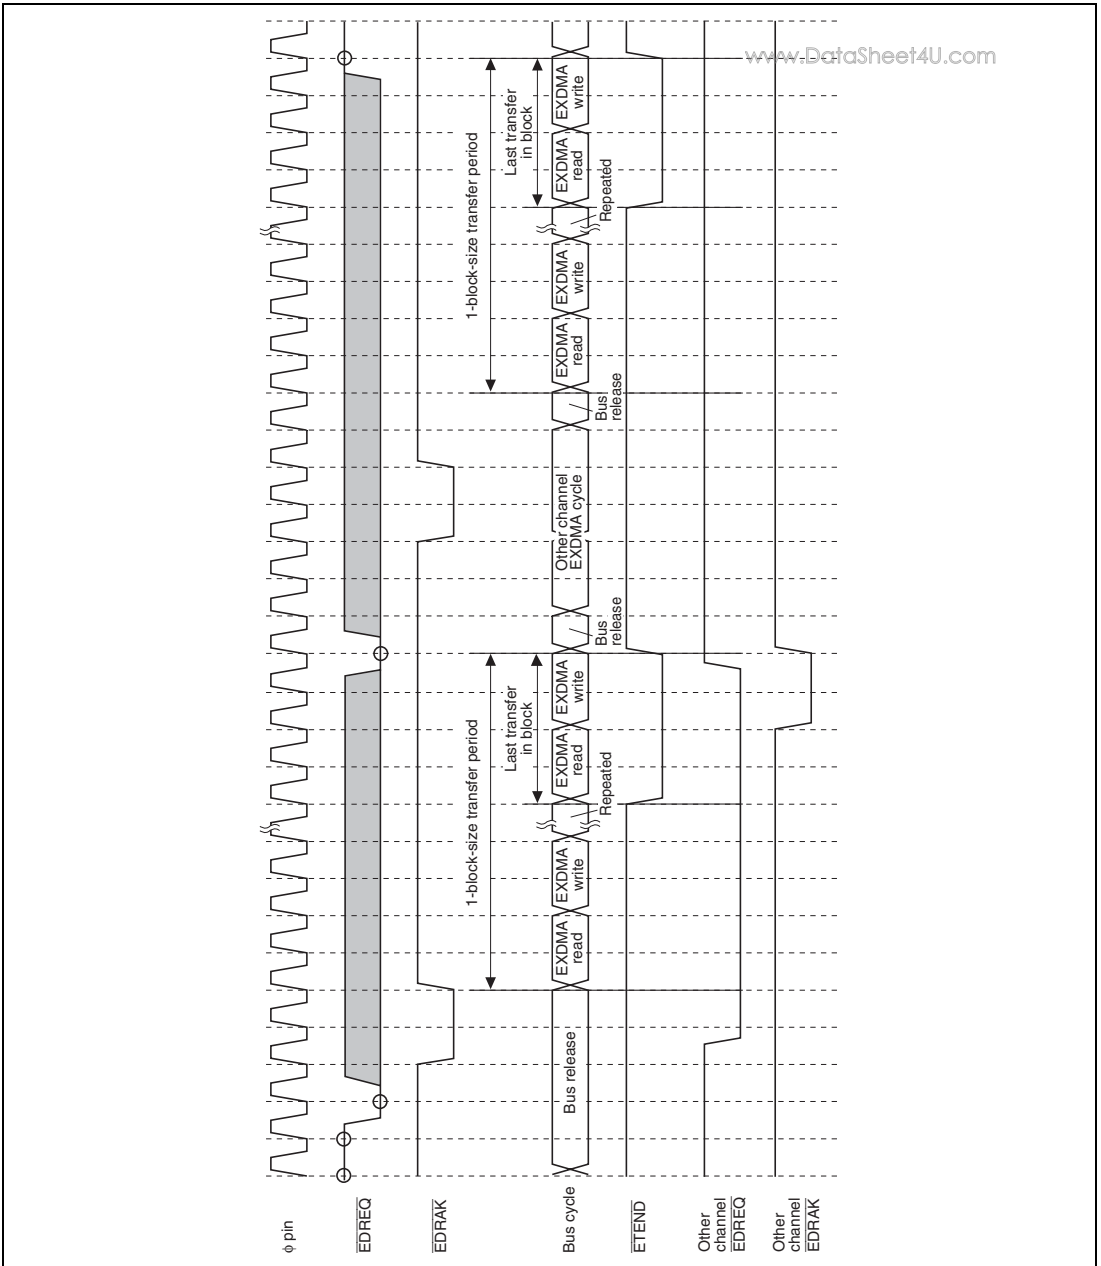 www.DataSheet4U.com
φ pin
EDREQ
EDRAK
1-block-size transfer period
Last transfer
in block
1-block-size transfer period
Last transfer
in block
Bus cycle
Bus release
EXDMA
read
EXDMA
write
Repeated
EXDMA
read
EXDMA
write
Bus
release
Other channel
EXDMA cycle
Bus
release
EXDMA
read
EXDMA
write
Repeated
EXDMA
read
EXDMA
write
ETEND
Other
channel
EDREQ
Other
channel
EDRAK